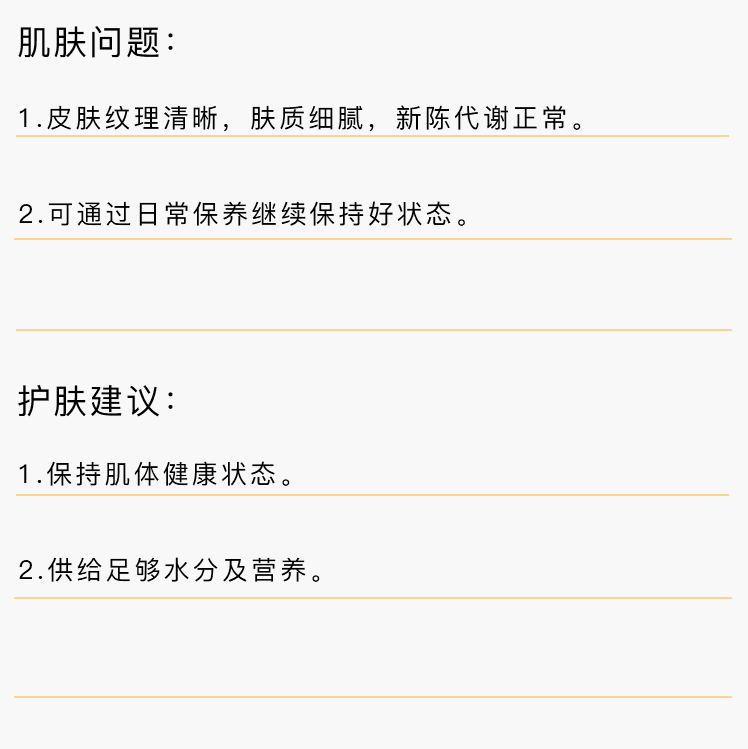 肌肤问题：
1.皮肤纹理清晰，肤质细腻，新陈代谢正常。
2.可通过日常保养继续保持好状态。
护肤建议：
1.保持肌体健康状态。
2.供给足够水分及营养。